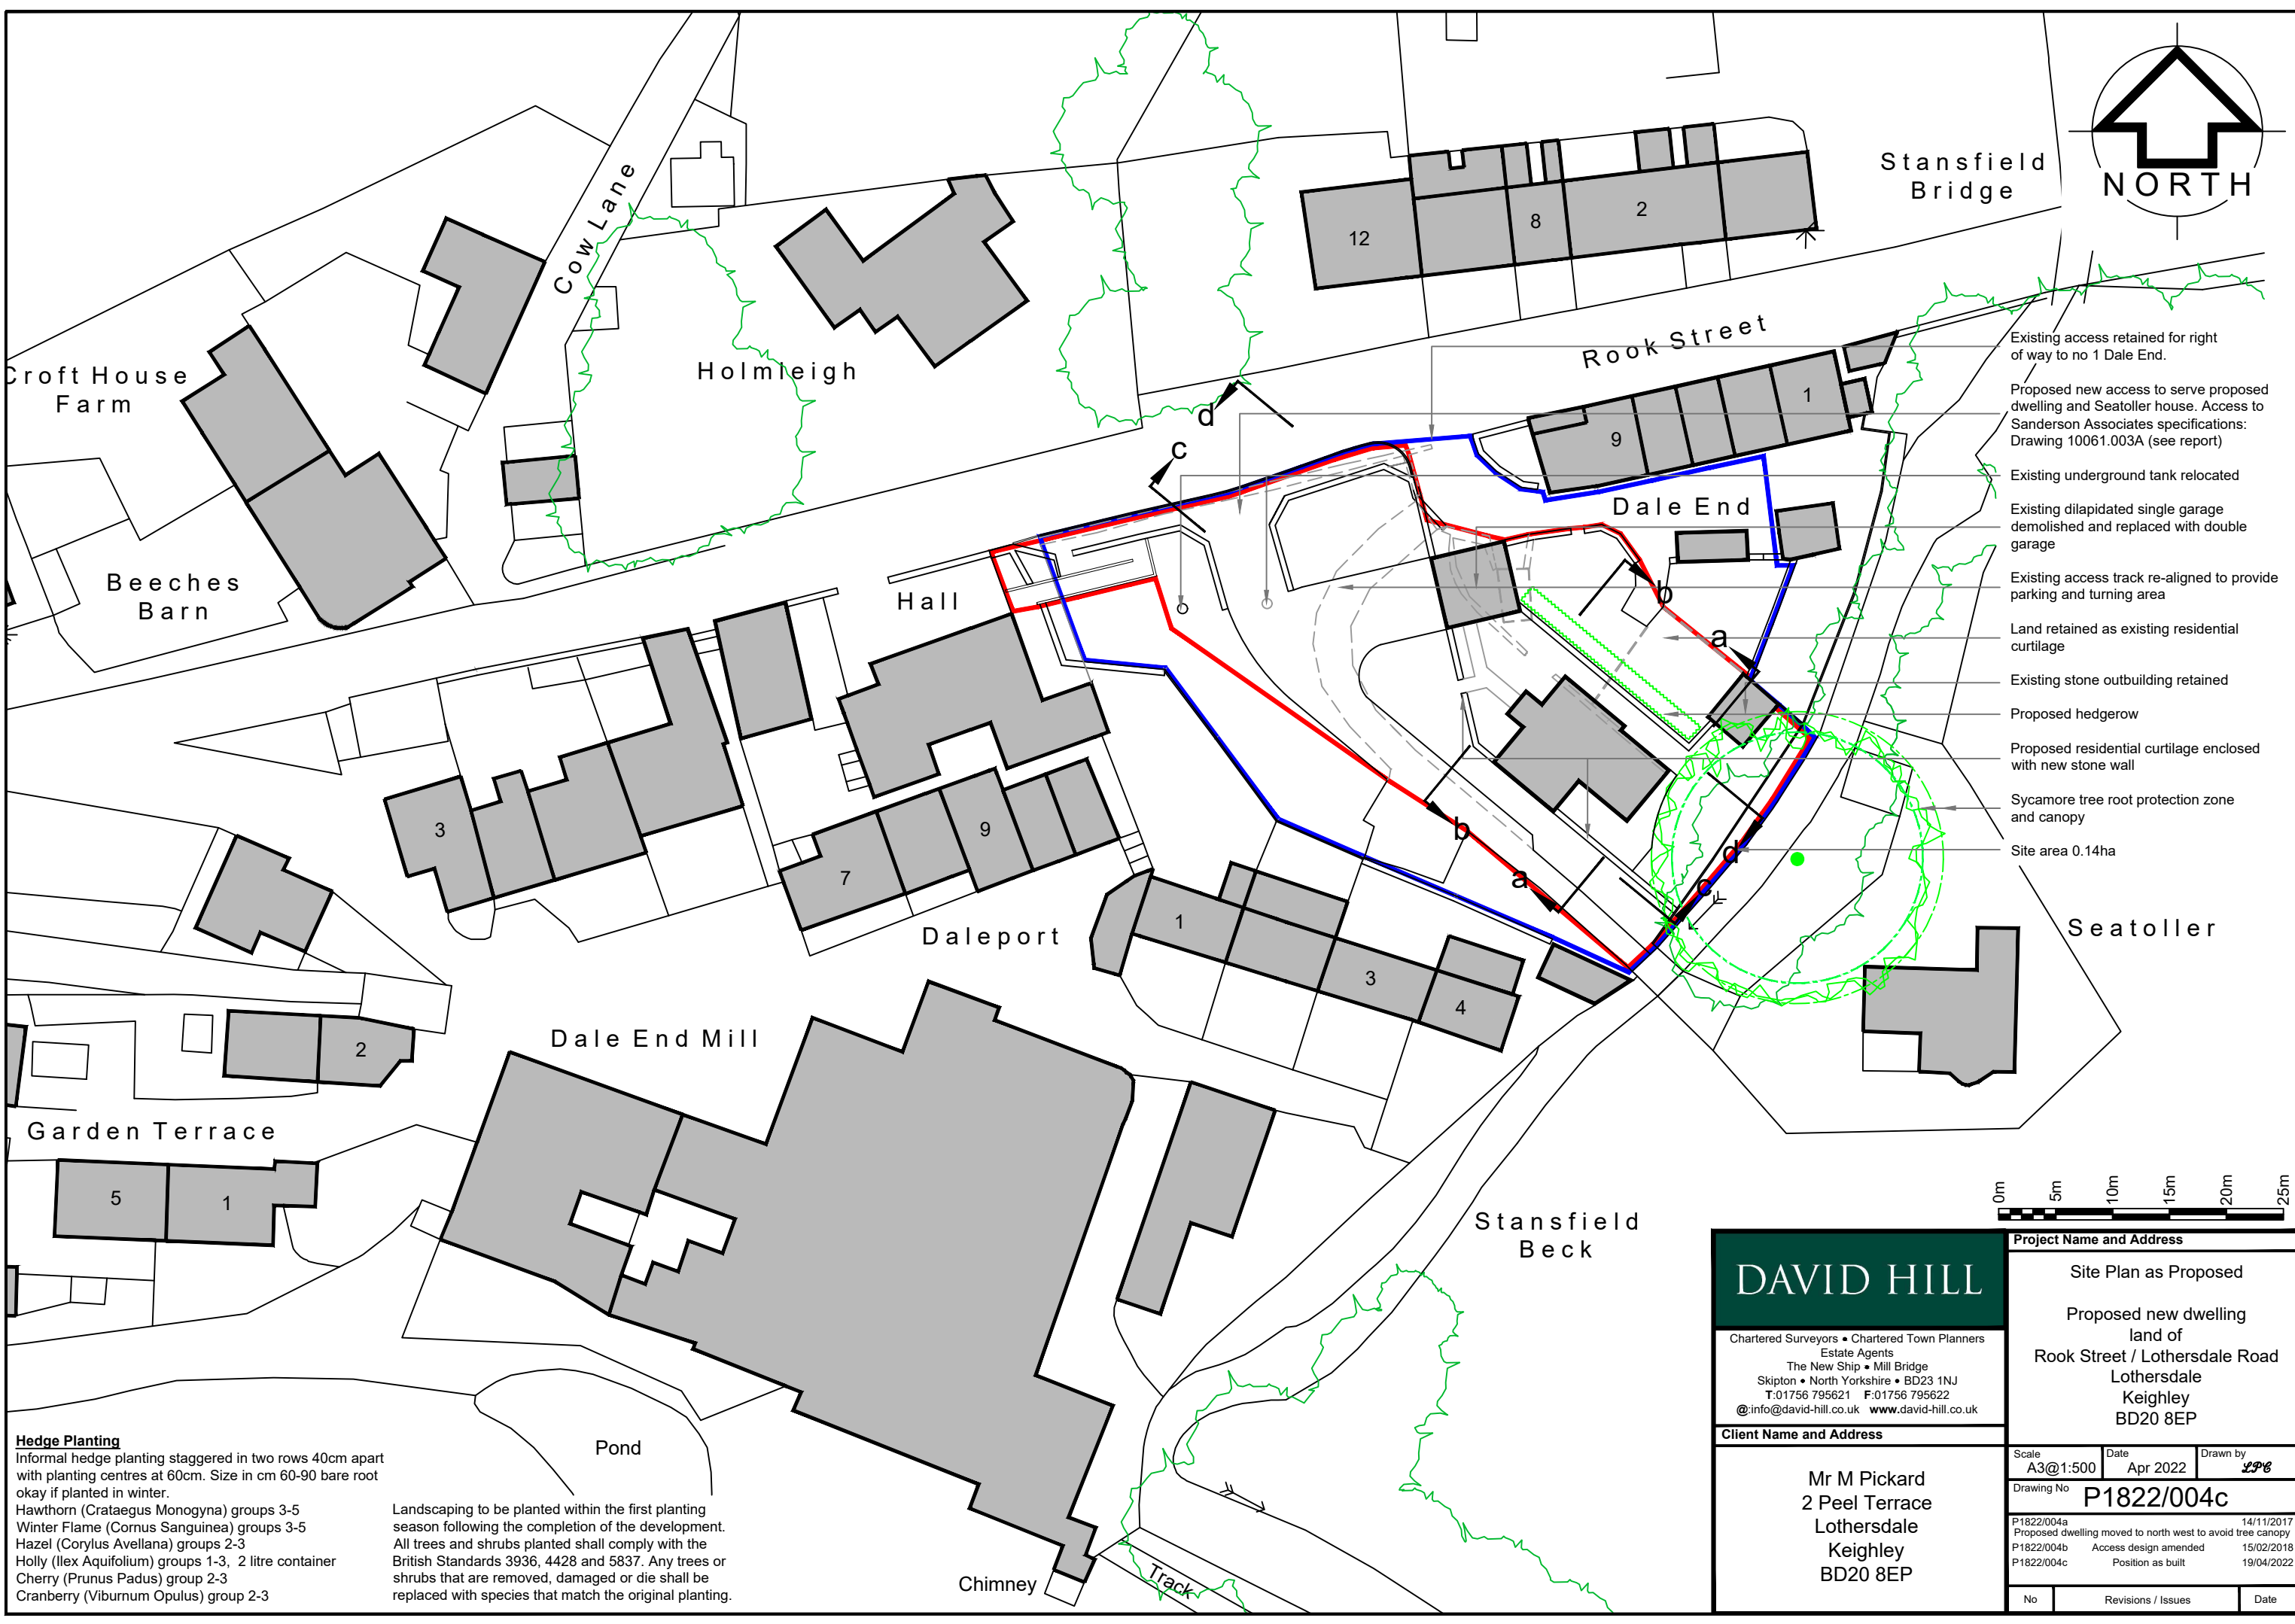 Stansfield
Bridge
NORTH
Cow Lane
12
8
2
Croft House
Farm
Holmleigh
Rook Street
1
9
d
c
Dale End
Beeches
Barn
Hall
b
a
Existing access retained for right
of way to no 1 Dale End.
Proposed new access to serve proposed
dwelling and Seatoller house. Access to
Sanderson Associates specifications:
Drawing 10061.003A (see report)
Existing underground tank relocated
Existing dilapidated single garage
demolished and replaced with double
garage
Existing access track re-aligned to provide
parking and turning area
Land retained as existing residential
curtilage
Existing stone outbuilding retained
Proposed hedgerow
Proposed residential curtilage enclosed
with new stone wall
Sycamore tree root protection zone
and canopy
Site area 0.14ha
3
7
9
b
a
d
c
1
3
4
Daleport
Seatoller
Dale End Mill
2
Garden Terrace
5
1
Stansfield
Beck
Pond
Chimney
Track
0m
5m
10m
15m
20m
25m
Hedge Planting
Informal hedge planting staggered in two rows 40cm apart
with planting centres at 60cm. Size in cm 60-90 bare root
okay if planted in winter.
Hawthorn (Crataegus Monogyna) groups 3-5
Winter Flame (Cornus Sanguinea) groups 3-5
Hazel (Corylus Avellana) groups 2-3
Holly (Ilex Aquifolium) groups 1-3, 2 litre container
Cherry (Prunus Padus) group 2-3
Cranberry (Viburnum Opulus) group 2-3
Landscaping to be planted within the first planting
season following the completion of the development.
All trees and shrubs planted shall comply with the
British Standards 3936, 4428 and 5837. Any trees or
shrubs that are removed, damaged or die shall be
replaced with species that match the original planting.
DAVID HILL
Chartered Surveyors • Chartered Town Planners
Estate Agents
The New Ship • Mill Bridge
Skipton • North Yorkshire • BD23 1NJ
T:01756 795621 F:01756 795622
@:info@david-hill.co.uk www.david-hill.co.uk
Client Name and Address
Mr M Pickard
2 Peel Terrace
Lothersdale
Keighley
BD20 8EP
Project Name and Address
Site Plan as Proposed
Proposed new dwelling
land of
Rook Street / Lothersdale Road
Lothersdale
Keighley
BD20 8EP
Scale
A3@1:500
Date
Apr 2022
Drawn by
LPC
Drawing No
P1822/004c
P1822/004a 14/11/2017
Proposed dwelling moved to north west to avoid tree canopy
P1822/004b Access design amended 15/02/2018
P1822/004c Position as built 19/04/2022
No Revisions / Issues Date